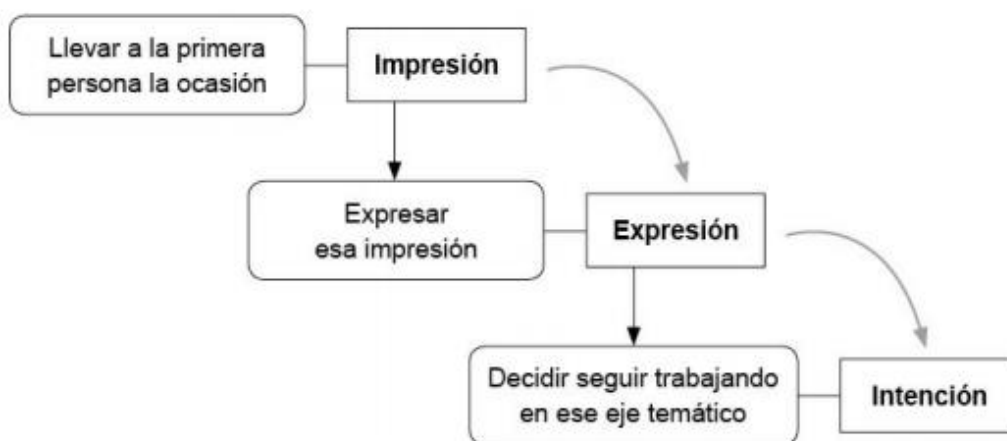 Llevar a la primera
persona la ocasión
Impresión
Expresar
esa impresión
Expresión
Decidir seguir trabajando
en ese eje temático
Intención